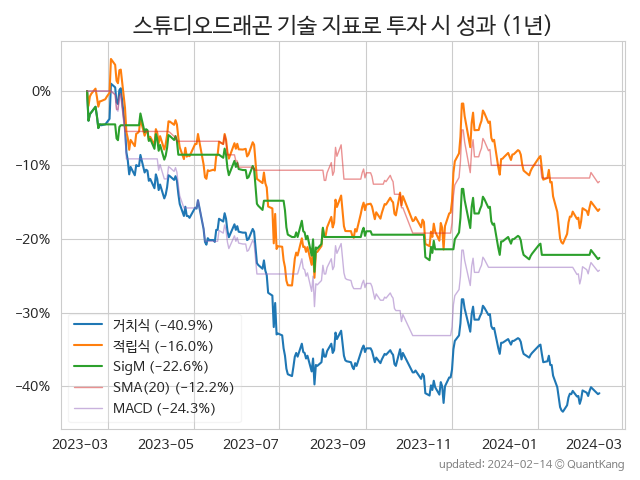 스튜디오드래곤 기술 지표로 투자 시 성과 (1년)
0%
−10%
−20%
−30%
−40%
거치식 (−40.9%)
적립식 (−16.0%)
SigM (−22.6%)
SMA(20) (−12.2%)
MACD (−24.3%)
2023−03 2023−05 2023−07 2023−09 2023−11 2024−01 2024−03
updated: 2024−02−14 © QuantKang